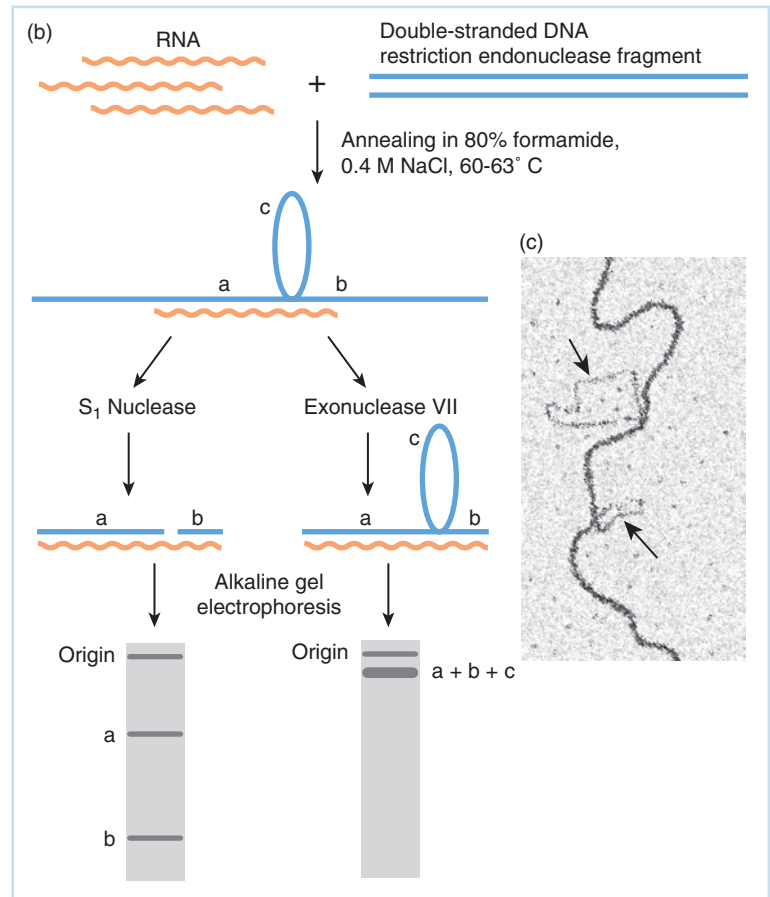 (b)
RNA
+
Double-stranded DNA
restriction endonuclease fragment
Annealing in 80% formamide,
0.4 M NaCl, 60-63° C
c
a
b
(c)
S₁ Nuclease
Exonuclease VII
c
a
b
a
b
Alkaline gel
electrophoresis
Origin
a
b
Origin
a + b + c